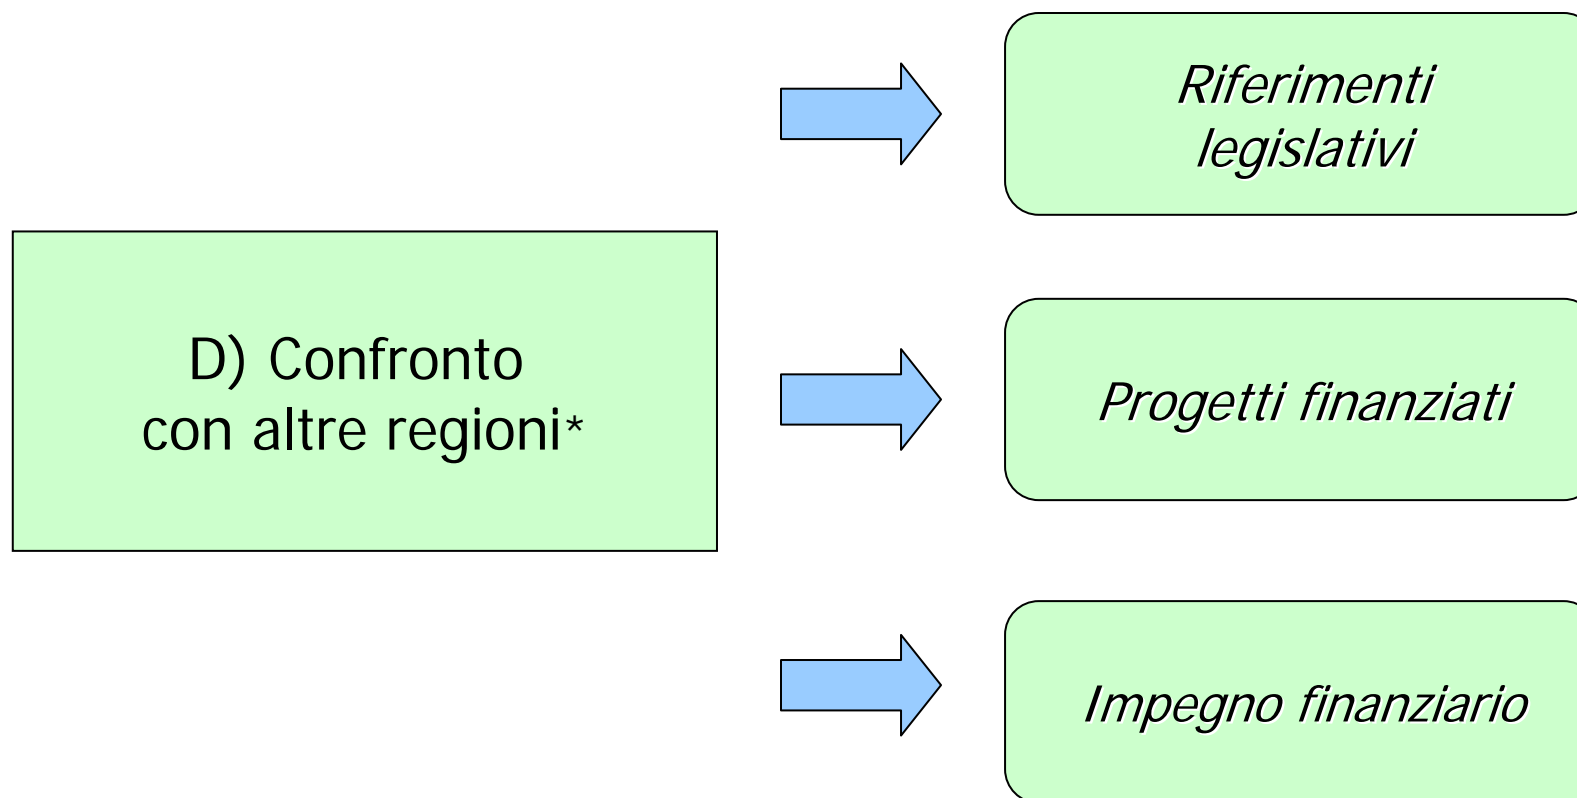 Riferimenti
legislativi
D) Confronto
con altre regioni*
Progetti finanziati
Impegno finanziario